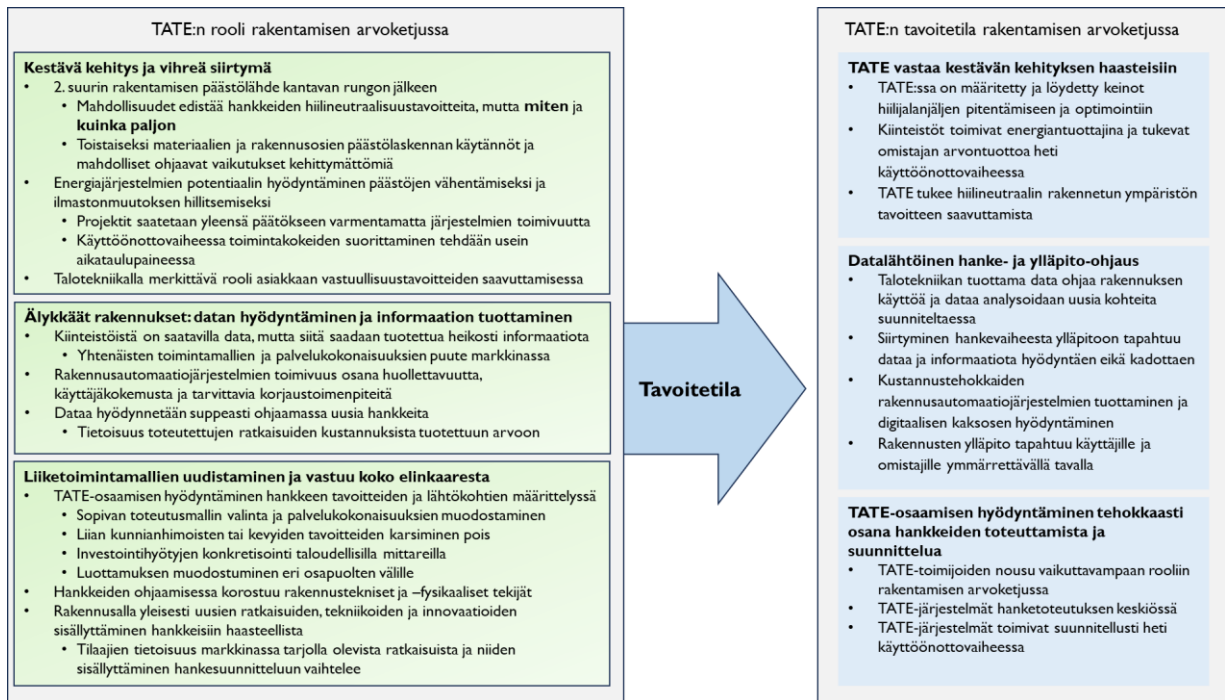 TATE:n rooli rakentamisen arvoketjussa
Kestävä kehitys ja vihreä siirtymä
• 2. suurin rakentamisen päästölähde kantavan rungon jälkeen
• Mahdollisuudet edistää hankkeiden hiilineutraalisuustavoitteita, mutta miten ja
kuinka paljon
• Toistaiseksi materiaalien ja rakennusosien päästölaskennan käytännöt ja
mahdolliset ohjaavat vaikutukset kehittymättömiä
• Energiajärjestelmien potentiaalin hyödyntäminen päästöjen vähentämiseksi ja
ilmastonmuutoksen hillitsemiseksi
• Projektit saatetaan yleensä päätökseen varmentamatta järjestelmien toimivuutta
• Käyttöönottovaiheessa toimintakokeiden suorittaminen tehdään usein
aikataulupaineessa
• Talotekniikalla merkittävä rooli asiakkaan vastuullisuustavoitteiden saavuttamisessa
Älykkäät rakennukset: datan hyödyntäminen ja informaation tuottaminen
• Kiinteistöistä on saatavilla data, mutta siitä saadaan tuotettua heikosti informaatiota
• Yhtenäisten toimintamallien ja palvelukokonaisuuksien puute markkinassa
• Rakennusautomaatiojärjestelmien toimivuus osana huollettavuutta,
käyttäjäkokemusta ja tarvittavia korjaustoimenpiteitä
• Dataa hyödynnetään suppeasti ohjaamassa uusia hankkeita
• Tietoisuus toteutettujen ratkaisuiden kustannuksista tuotettuun arvoon
Liiketoimintamallien uudistaminen ja vastuu koko elinkaaresta
• TATE-osaamisen hyödyntäminen hankkeen tavoitteiden ja lähtökohtien määrittelyssä
• Sopivan toteutusmallin valinta ja palvelukokonaisuuksien muodostaminen
• Liian kunnianhimoisten tai kevyiden tavoitteiden karsiminen pois
• Investointihyötyjen konkretisointi taloudellisilla mittareilla
• Luottamuksen muodostuminen eri osapuolten välille
• Hankkeiden ohjaamisessa korostuu rakennustekniset ja –fysikaaliset tekijät
• Rakennusalla yleisesti uusien ratkaisuiden, tekniikoiden ja innovaatioiden
sisällyttäminen hankkeisiin haasteellista
• Tilaajien tietoisuus markkinassa tarjolla olevista ratkaisuista ja niiden
sisällyttäminen hankesuunnitteluun vaihtelee
Tavoitetila
TATE:n tavoitetila rakentamisen arvoketjussa
TATE vastaa kestävän kehityksen haasteisiin
• TATE:ssa on määritetty ja löydetty keinot
hiilijalanjäljen pitentämiseen ja optimointiin
• Kiinteistöt toimivat energiantuottajina ja tukevat
omistajan arvontuottoa heti
käyttöönottovaiheessa
• TATE tukee hiilineutraalin rakennetun ympäristön
tavoitteen saavuttamista
Datalähtöinen hanke- ja ylläpito-ohjaus
• Talotekniikan tuottama data ohjaa rakennuksen
käyttöä ja dataa analysoidaan uusia kohteita
suunniteltaessa
• Siirtyminen hankevaiheesta ylläpitoon tapahtuu
dataa ja informaatiota hyödyntäen eikä kadottaen
• Kustannustehokkaiden
rakennusautomaatiojärjestelmien tuottaminen ja
digitaalisen kaksosen hyödyntäminen
• Rakennusten ylläpito tapahtuu käyttäjille ja
omistajille ymmärrettävällä tavalla
TATE-osaamisen hyödyntäminen tehokkaasti
osana hankkeiden toteuttamista ja
suunnittelua
• TATE-toimijoiden nousu vaikuttavampaan rooliin
rakentamisen arvoketjussa
• TATE-järjestelmät hanketoteutuksen keskiössä
• TATE-järjestelmät toimivat suunnitellusti heti
käyttöönottovaiheessa